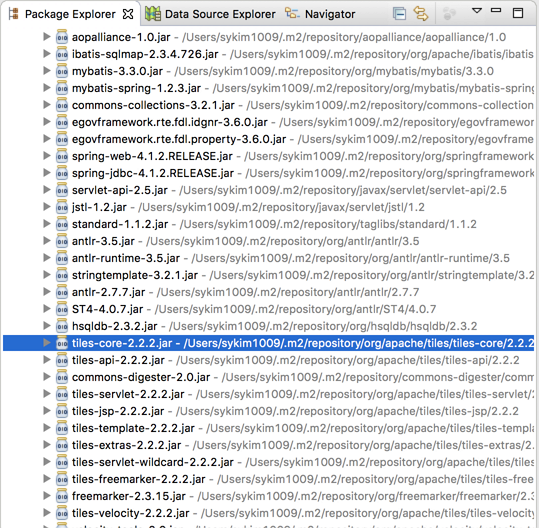 Package Explorer Data Source Explorer Navigator
aopalliance-1.0.jar - /Users/sykim1009/.m2/repository/aopalliance/aopalliance/1.0
ibatis-sqlmap-2.3.4.726.jar - /Users/sykim1009/.m2/repository/org/apache/ibatis/ibatis
mybatis-3.3.0.jar - /Users/sykim1009/.m2/repository/org/mybatis/mybatis/3.3.0
mybatis-spring-1.2.3.jar - /Users/sykim1009/.m2/repository/org/mybatis/mybatis-spring
commons-collections-3.2.1.jar - /Users/sykim1009/.m2/repository/commons-collection
egovframework.rte.fdl.idgnr-3.6.0.jar - /Users/sykim1009/.m2/repository/egovframew
egovframework.rte.fdl.property-3.6.0.jar - /Users/sykim1009/.m2/repository/egovfram
spring-web-4.1.2.RELEASE.jar - /Users/sykim1009/.m2/repository/org/springframework
spring-jdbc-4.1.2.RELEASE.jar - /Users/sykim1009/.m2/repository/org/springframework
servlet-api-2.5.jar - /Users/sykim1009/.m2/repository/javax/servlet/servlet-api/2.5
jstl-1.2.jar - /Users/sykim1009/.m2/repository/javax/servlet/jstl/1.2
standard-1.1.2.jar - /Users/sykim1009/.m2/repository/taglibs/standard/1.1.2
antlr-3.5.jar - /Users/sykim1009/.m2/repository/org/antlr/antlr/3.5
antlr-runtime-3.5.jar - /Users/sykim1009/.m2/repository/org/antlr/antlr-runtime/3.5
stringtemplate-3.2.1.jar - /Users/sykim1009/.m2/repository/org/antlr/stringtemplate/3.2
antlr-2.7.7.jar - /Users/sykim1009/.m2/repository/antlr/antlr/2.7.7
ST4-4.0.7.jar - /Users/sykim1009/.m2/repository/org/antlr/ST4/4.0.7
hsqldb-2.3.2.jar - /Users/sykim1009/.m2/repository/org/hsqldb/hsqldb/2.3.2
tiles-core-2.2.2.jar - /Users/sykim1009/.m2/repository/org/apache/tiles/tiles-core/2.2.2
tiles-api-2.2.2.jar - /Users/sykim1009/.m2/repository/org/apache/tiles/tiles-api/2.2.2
commons-digester-2.0.jar - /Users/sykim1009/.m2/repository/commons-digester/comm
tiles-servlet-2.2.2.jar - /Users/sykim1009/.m2/repository/org/apache/tiles/tiles-servlet
tiles-jsp-2.2.2.jar - /Users/sykim1009/.m2/repository/org/apache/tiles/tiles-jsp/2.2.2
tiles-template-2.2.2.jar - /Users/sykim1009/.m2/repository/org/apache/tiles/tiles-templa
tiles-extras-2.2.2.jar - /Users/sykim1009/.m2/repository/org/apache/tiles/tiles-extras/2.
tiles-servlet-wildcard-2.2.2.jar - /Users/sykim1009/.m2/repository/org/apache/tiles/tiles
tiles-freemarker-2.2.2.jar - /Users/sykim1009/.m2/repository/org/apache/tiles/tiles-free
freemarker-2.3.15.jar - /Users/sykim1009/.m2/repository/org/freemarker/freemarker/2.3
tiles-velocity-2.2.2.jar - /Users/sykim1009/.m2/repository/org/apache/tiles/tiles-velocity